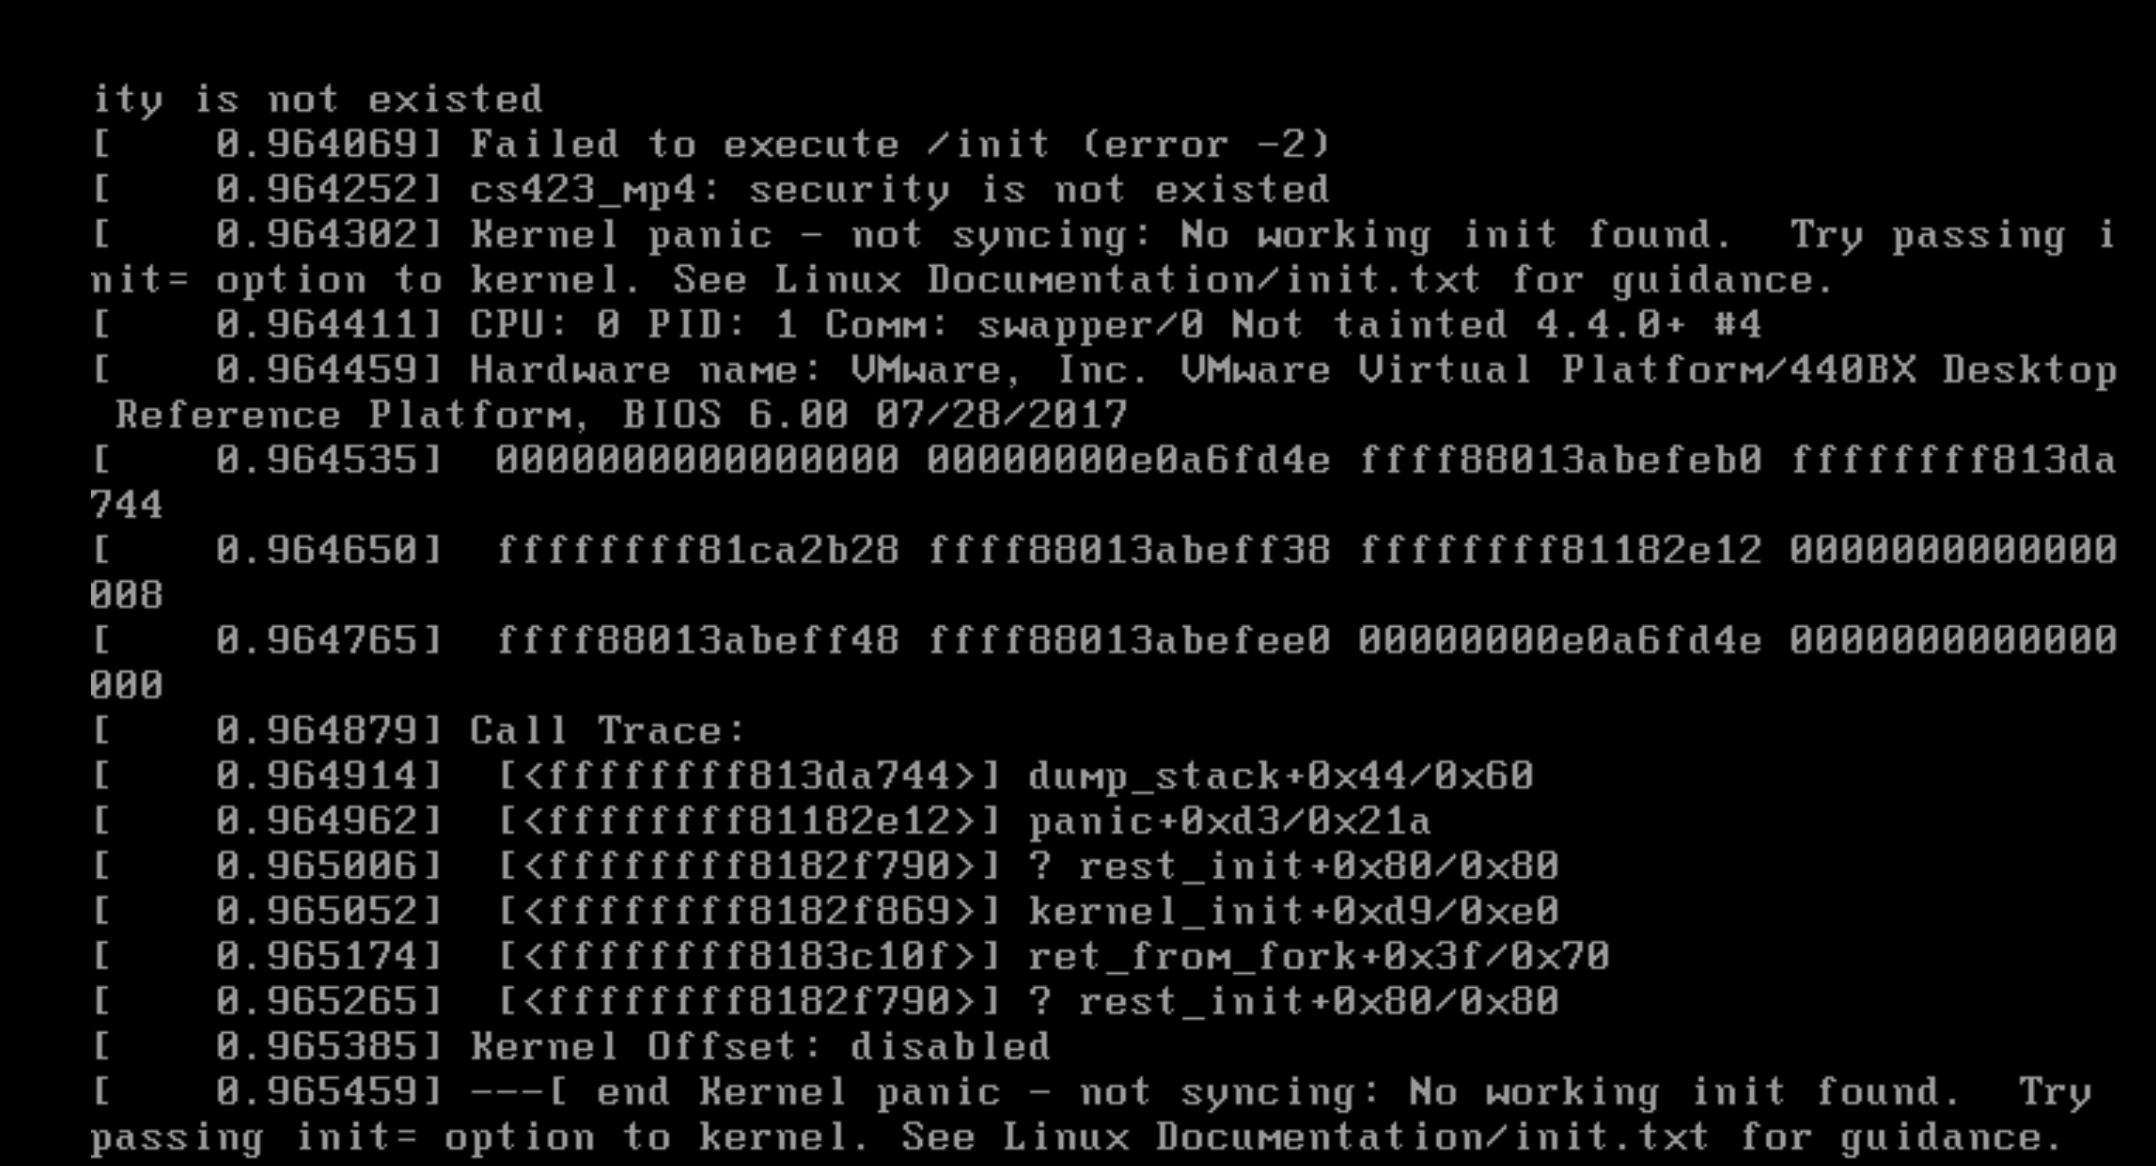 ity is not existed
[    0.964069] Failed to execute /init (error -2)
[    0.964252] cs423_mp4: security is not existed
[    0.964302] Kernel panic - not syncing: No working init found.  Try passing i
nit= option to kernel. See Linux Documentation/init.txt for guidance.
[    0.964411] CPU: 0 PID: 1 Comm: swapper/0 Not tainted 4.4.0+ #4
[    0.964459] Hardware name: VMware, Inc. VMware Virtual Platform/440BX Desktop
 Reference Platform, BIOS 6.00 07/28/2017
[    0.964535]  0000000000000000 00000000e0a6fd4e ffff88013abefeb0 ffffffff813da
744
[    0.964650]  ffffffff81ca2b28 ffff88013abeff38 ffffffff81182e12 0000000000000
008
[    0.964765]  ffff88013abeff48 ffff88013abefee0 00000000e0a6fd4e 0000000000000
000
[    0.964879] Call Trace:
[    0.964914]  [<ffffffff813da744>] dump_stack+0x44/0x60
[    0.964962]  [<ffffffff81182e12>] panic+0xd3/0x21a
[    0.965006]  [<ffffffff8182f790>] ? rest_init+0x80/0x80
[    0.965052]  [<ffffffff8182f869>] kernel_init+0xd9/0xe0
[    0.965174]  [<ffffffff8183c10f>] ret_from_fork+0x3f/0x70
[    0.965265]  [<ffffffff8182f790>] ? rest_init+0x80/0x80
[    0.965385] Kernel Offset: disabled
[    0.965459] ---[ end Kernel panic - not syncing: No working init found.  Try
passing init= option to kernel. See Linux Documentation/init.txt for guidance.